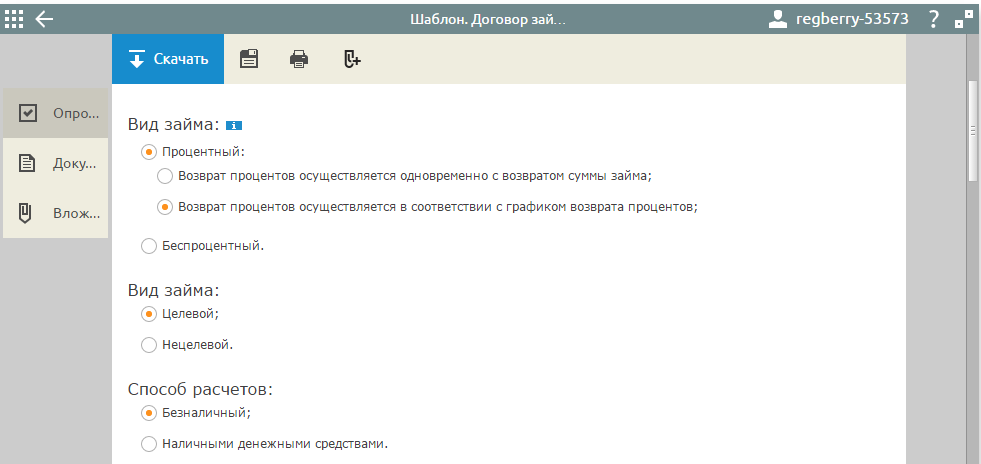 Шаблон. Договор зай...
regberry-53573
?
Скачать
Опро...
Доку...
Влож...
Вид займа:
Процентный:
Возврат процентов осуществляется одновременно с возвратом суммы займа;
Возврат процентов осуществляется в соответствии с графиком возврата процентов;
Беспроцентный.
Вид займа:
Целевой;
Нецелевой.
Способ расчетов:
Безналичный;
Наличными денежными средствами.